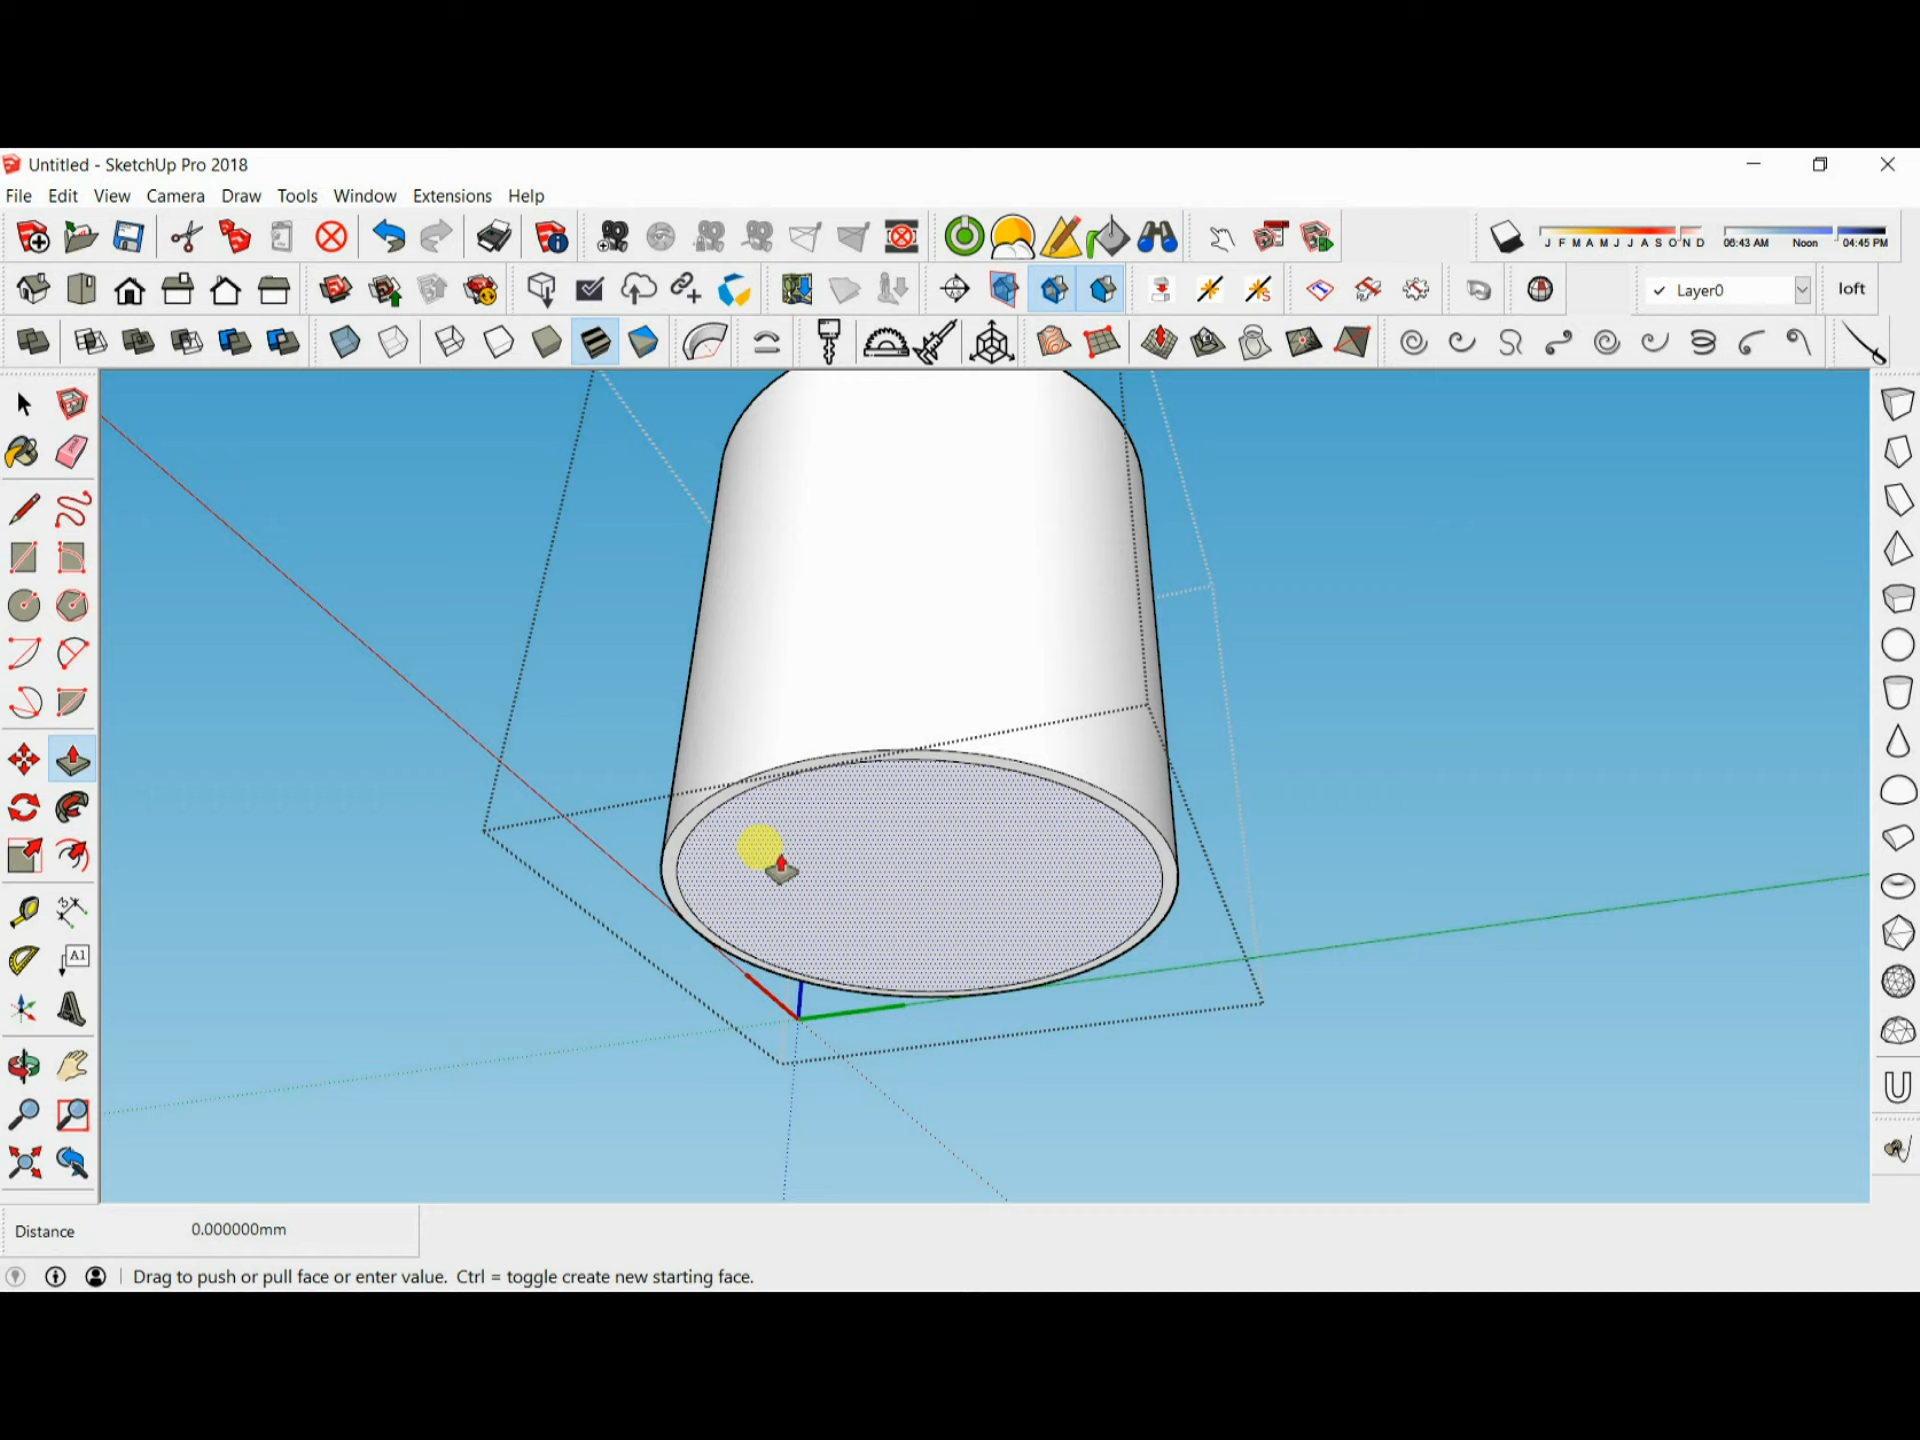 Untitled - SketchUp Pro 2018
File Edit View Camera Draw Tools Window Extensions Help
J F M A M J J A S O N D 06:43 AM Noon 04:45 PM
Layer0 loft
A1
Distance 0.000000mm
Drag to push or pull face or enter value. Ctrl = toggle create new starting face.